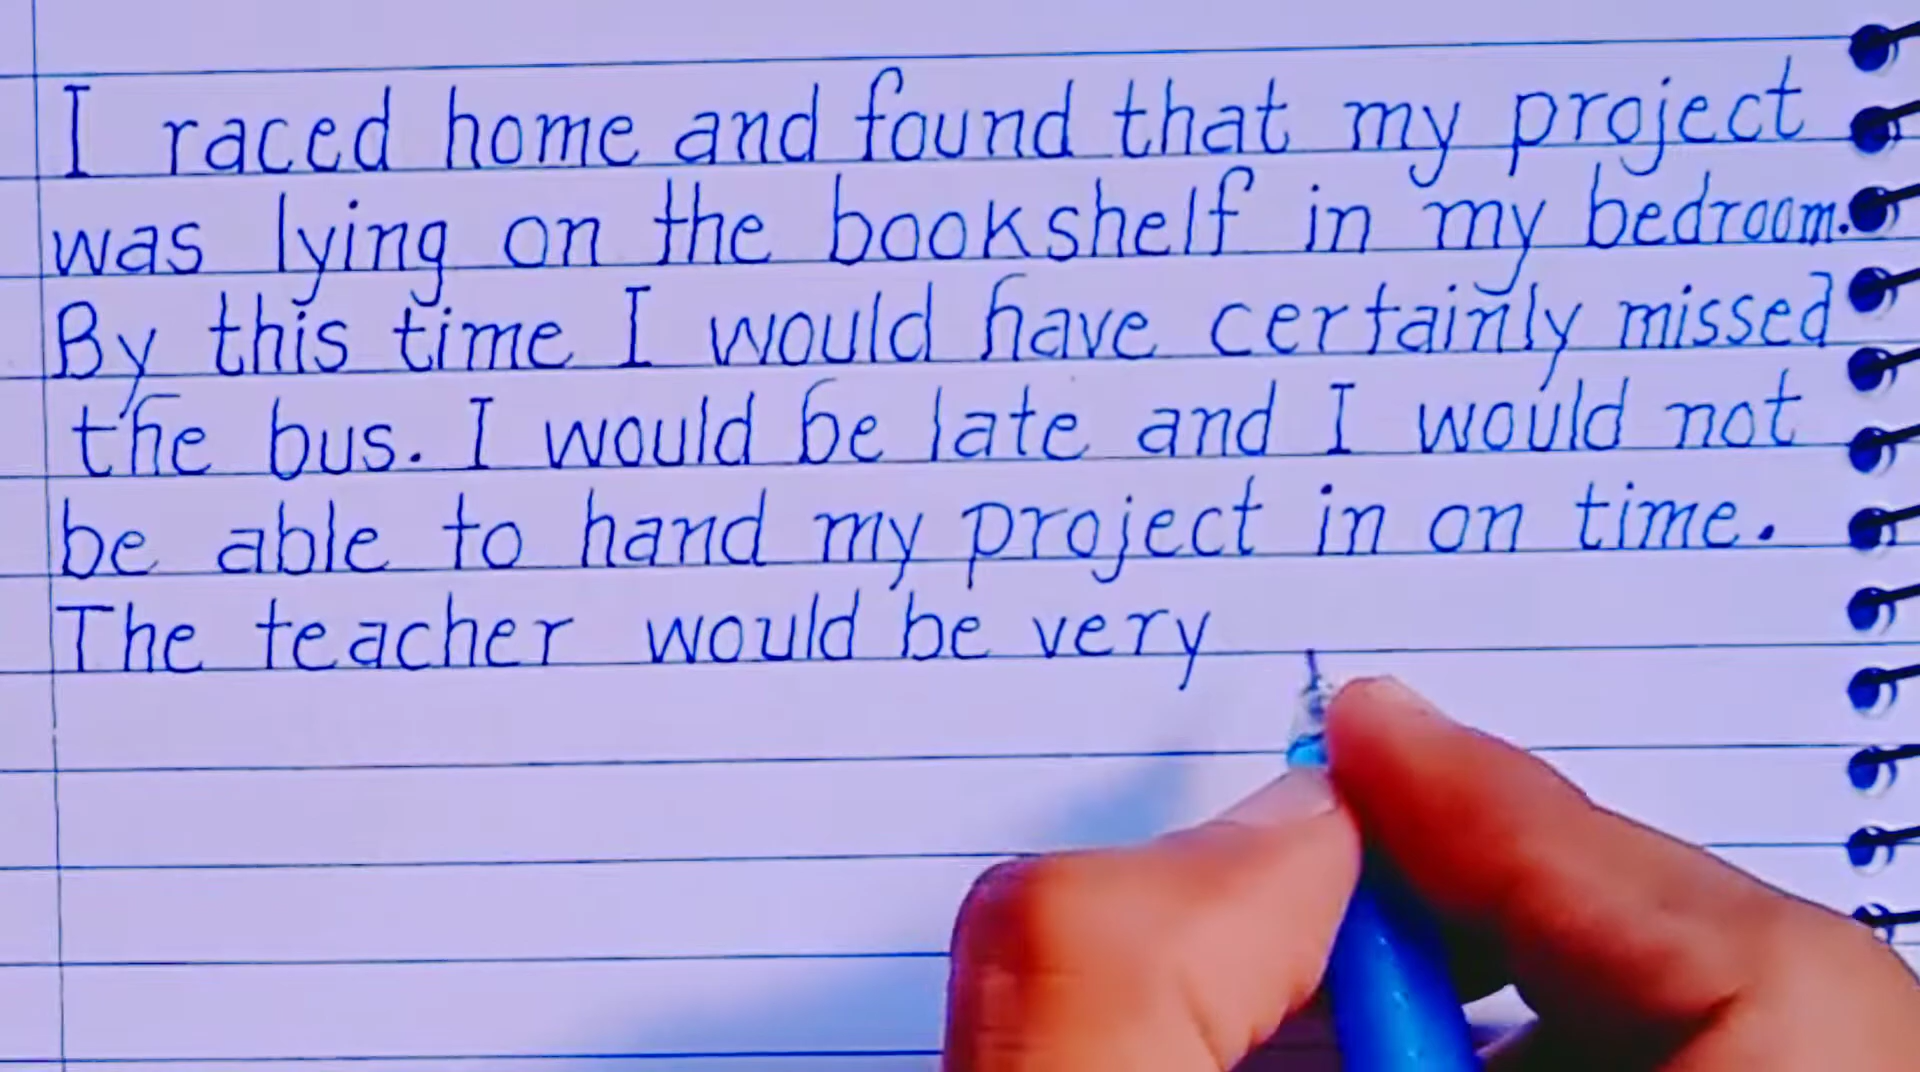 I raced home and found that my project
was lying on the bookshelf in my bedroom.
By this time I would have certainly missed
the bus. I would be late and I would not
be able to hand my project in on time.
The teacher would be very